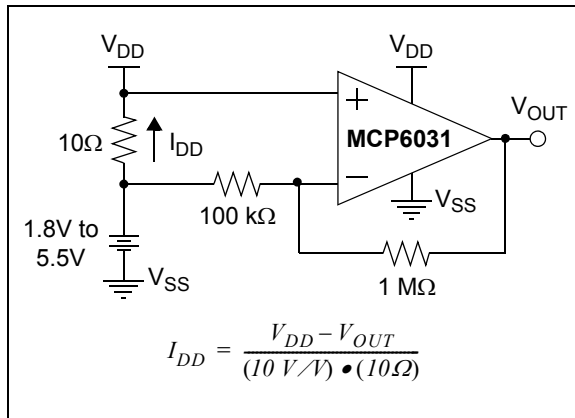 V_DD
V_DD
V_OUT
+
MCP6031
10Ω
I_DD
−
100 kΩ
V_SS
1.8V to
5.5V
V_SS
1 MΩ
I_DD = (V_DD – V_OUT) / ((10 V/V) • (10Ω))